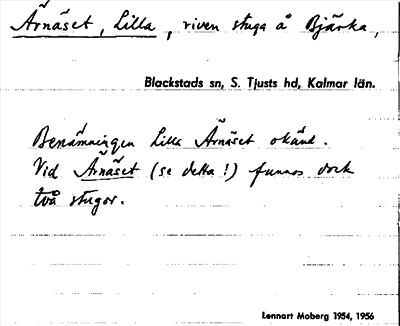 Årnäset, Lilla, riven stuga å Bjärka,
Blackstads sn, S. Tjusts hd, Kalmar län.
Benämningen Lilla Årnäset okänd.
Vid Årnäset (se detta!) funnos dock
två stugor.
Lennart Moberg 1954, 1956